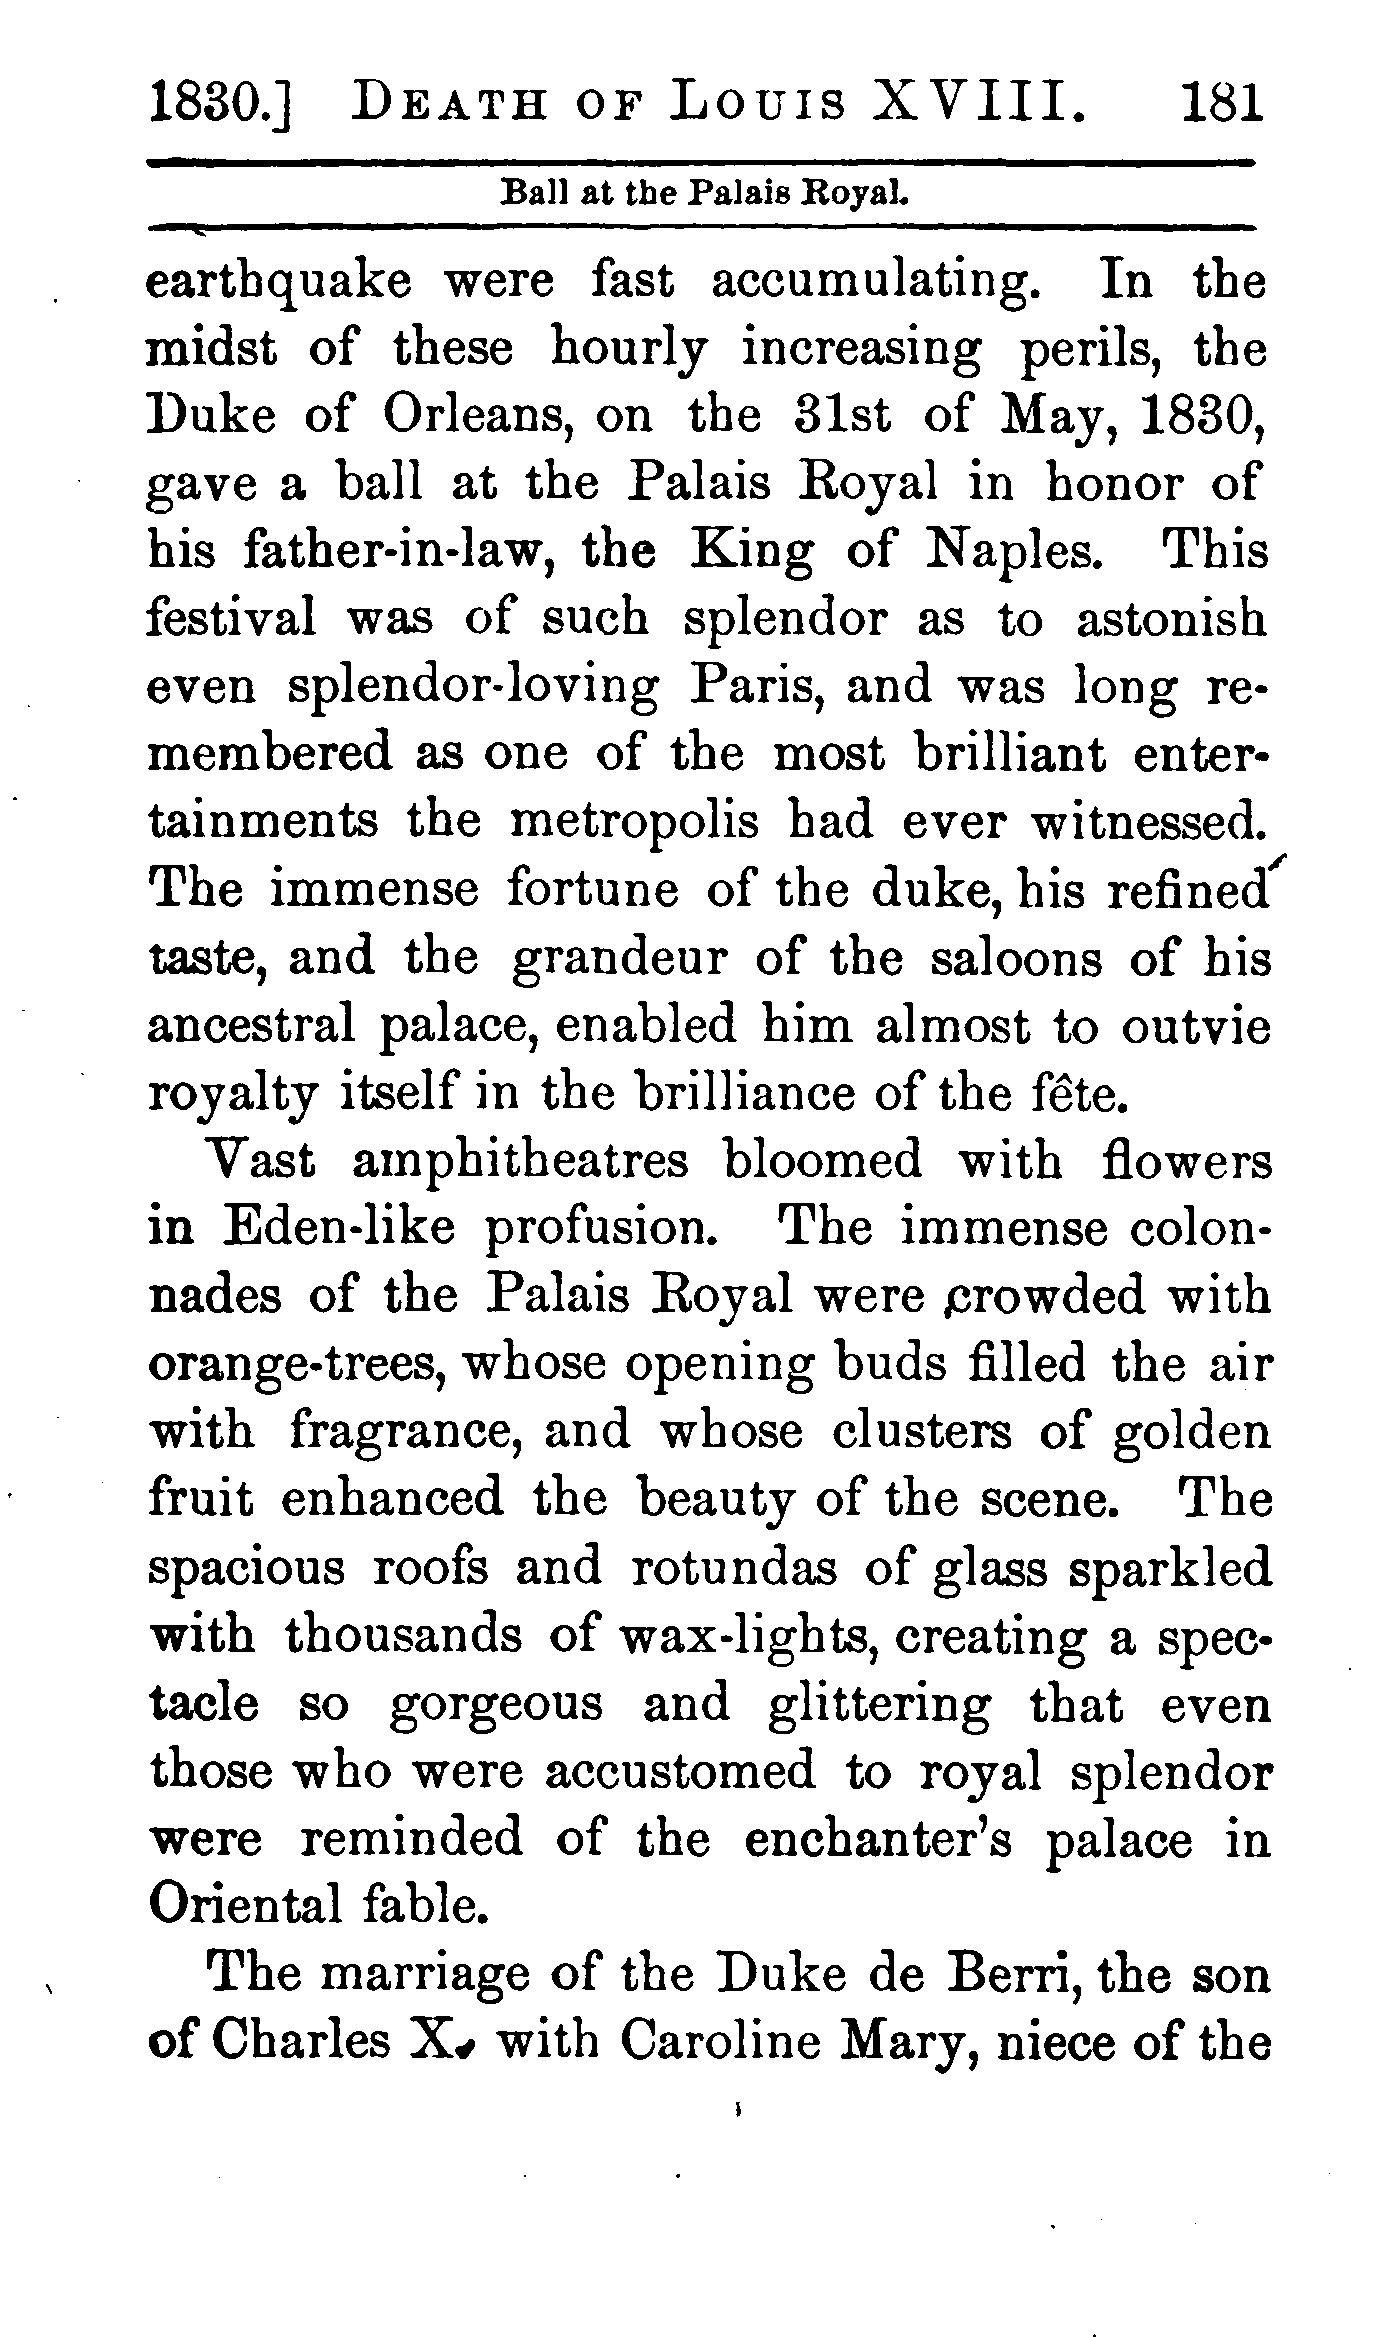 1830.] DEATH OF LOUIS XVIII. 181
Ball at the Palais Royal.
earthquake were fast accumulating. In the
midst of these hourly increasing perils, the
Duke of Orleans, on the 31st of May, 1830,
gave a ball at the Palais Royal in honor of
his father-in-law, the King of Naples. This
festival was of such splendor as to astonish
even splendor-loving Paris, and was long re-
membered as one of the most brilliant enter-
tainments the metropolis had ever witnessed.
The immense fortune of the duke, his refined
taste, and the grandeur of the saloons of his
ancestral palace, enabled him almost to outvie
royalty itself in the brilliance of the fête.
Vast amphitheatres bloomed with flowers
in Eden-like profusion. The immense colon-
nades of the Palais Royal were crowded with
orange-trees, whose opening buds filled the air
with fragrance, and whose clusters of golden
fruit enhanced the beauty of the scene. The
spacious roofs and rotundas of glass sparkled
with thousands of wax-lights, creating a spec-
tacle so gorgeous and glittering that even
those who were accustomed to royal splendor
were reminded of the enchanter's palace in
Oriental fable.
The marriage of the Duke de Berri, the son
of Charles X. with Caroline Mary, niece of the